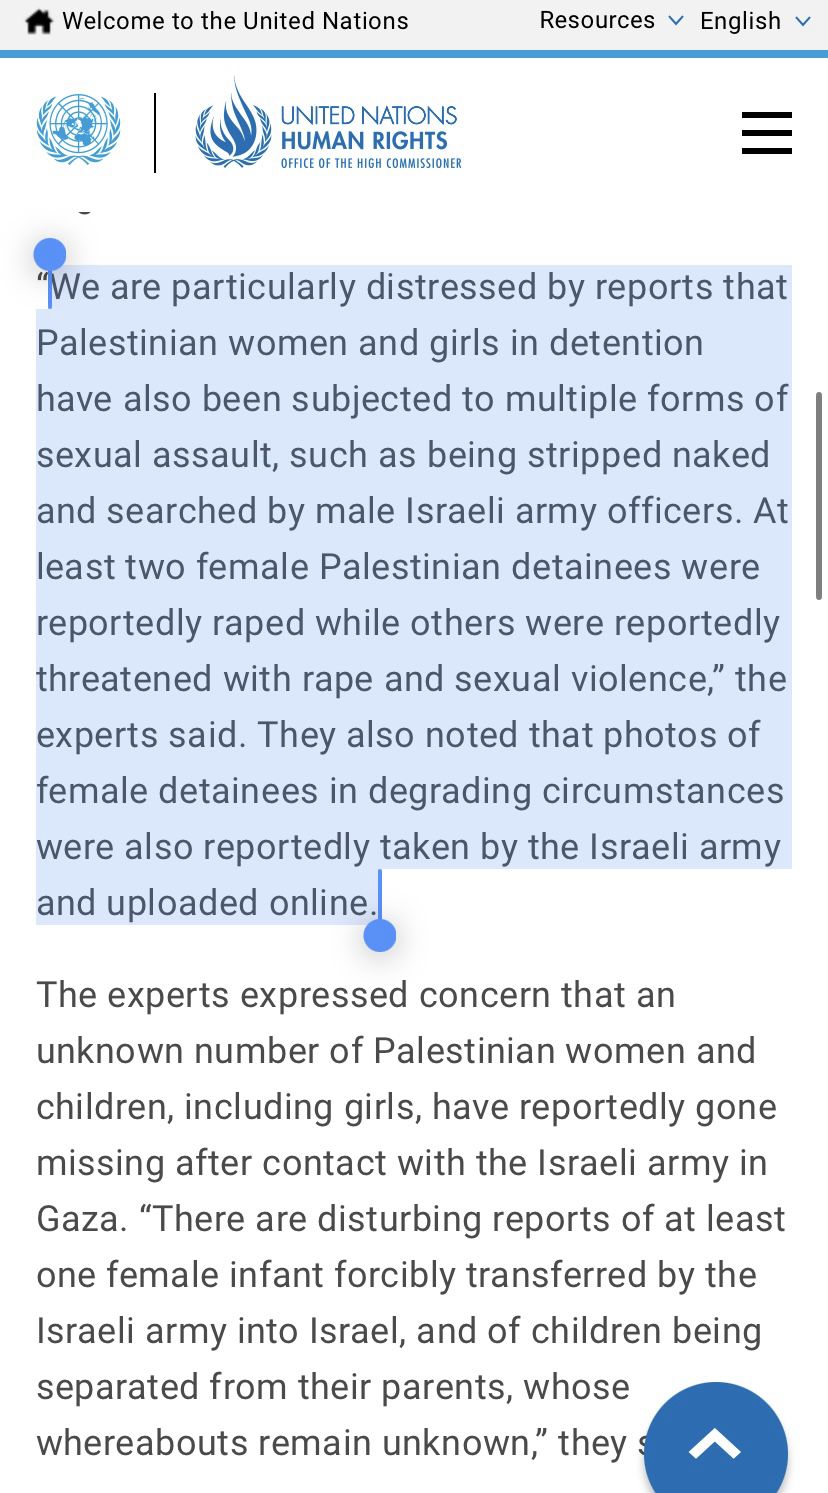 Welcome to the United Nations
Resources
English
UNITED NATIONS
HUMAN RIGHTS
OFFICE OF THE HIGH COMMISSIONER
“We are particularly distressed by reports that
Palestinian women and girls in detention
have also been subjected to multiple forms of
sexual assault, such as being stripped naked
and searched by male Israeli army officers. At
least two female Palestinian detainees were
reportedly raped while others were reportedly
threatened with rape and sexual violence,” the
experts said. They also noted that photos of
female detainees in degrading circumstances
were also reportedly taken by the Israeli army
and uploaded online.
The experts expressed concern that an
unknown number of Palestinian women and
children, including girls, have reportedly gone
missing after contact with the Israeli army in
Gaza. “There are disturbing reports of at least
one female infant forcibly transferred by the
Israeli army into Israel, and of children being
separated from their parents, whose
whereabouts remain unknown,” they